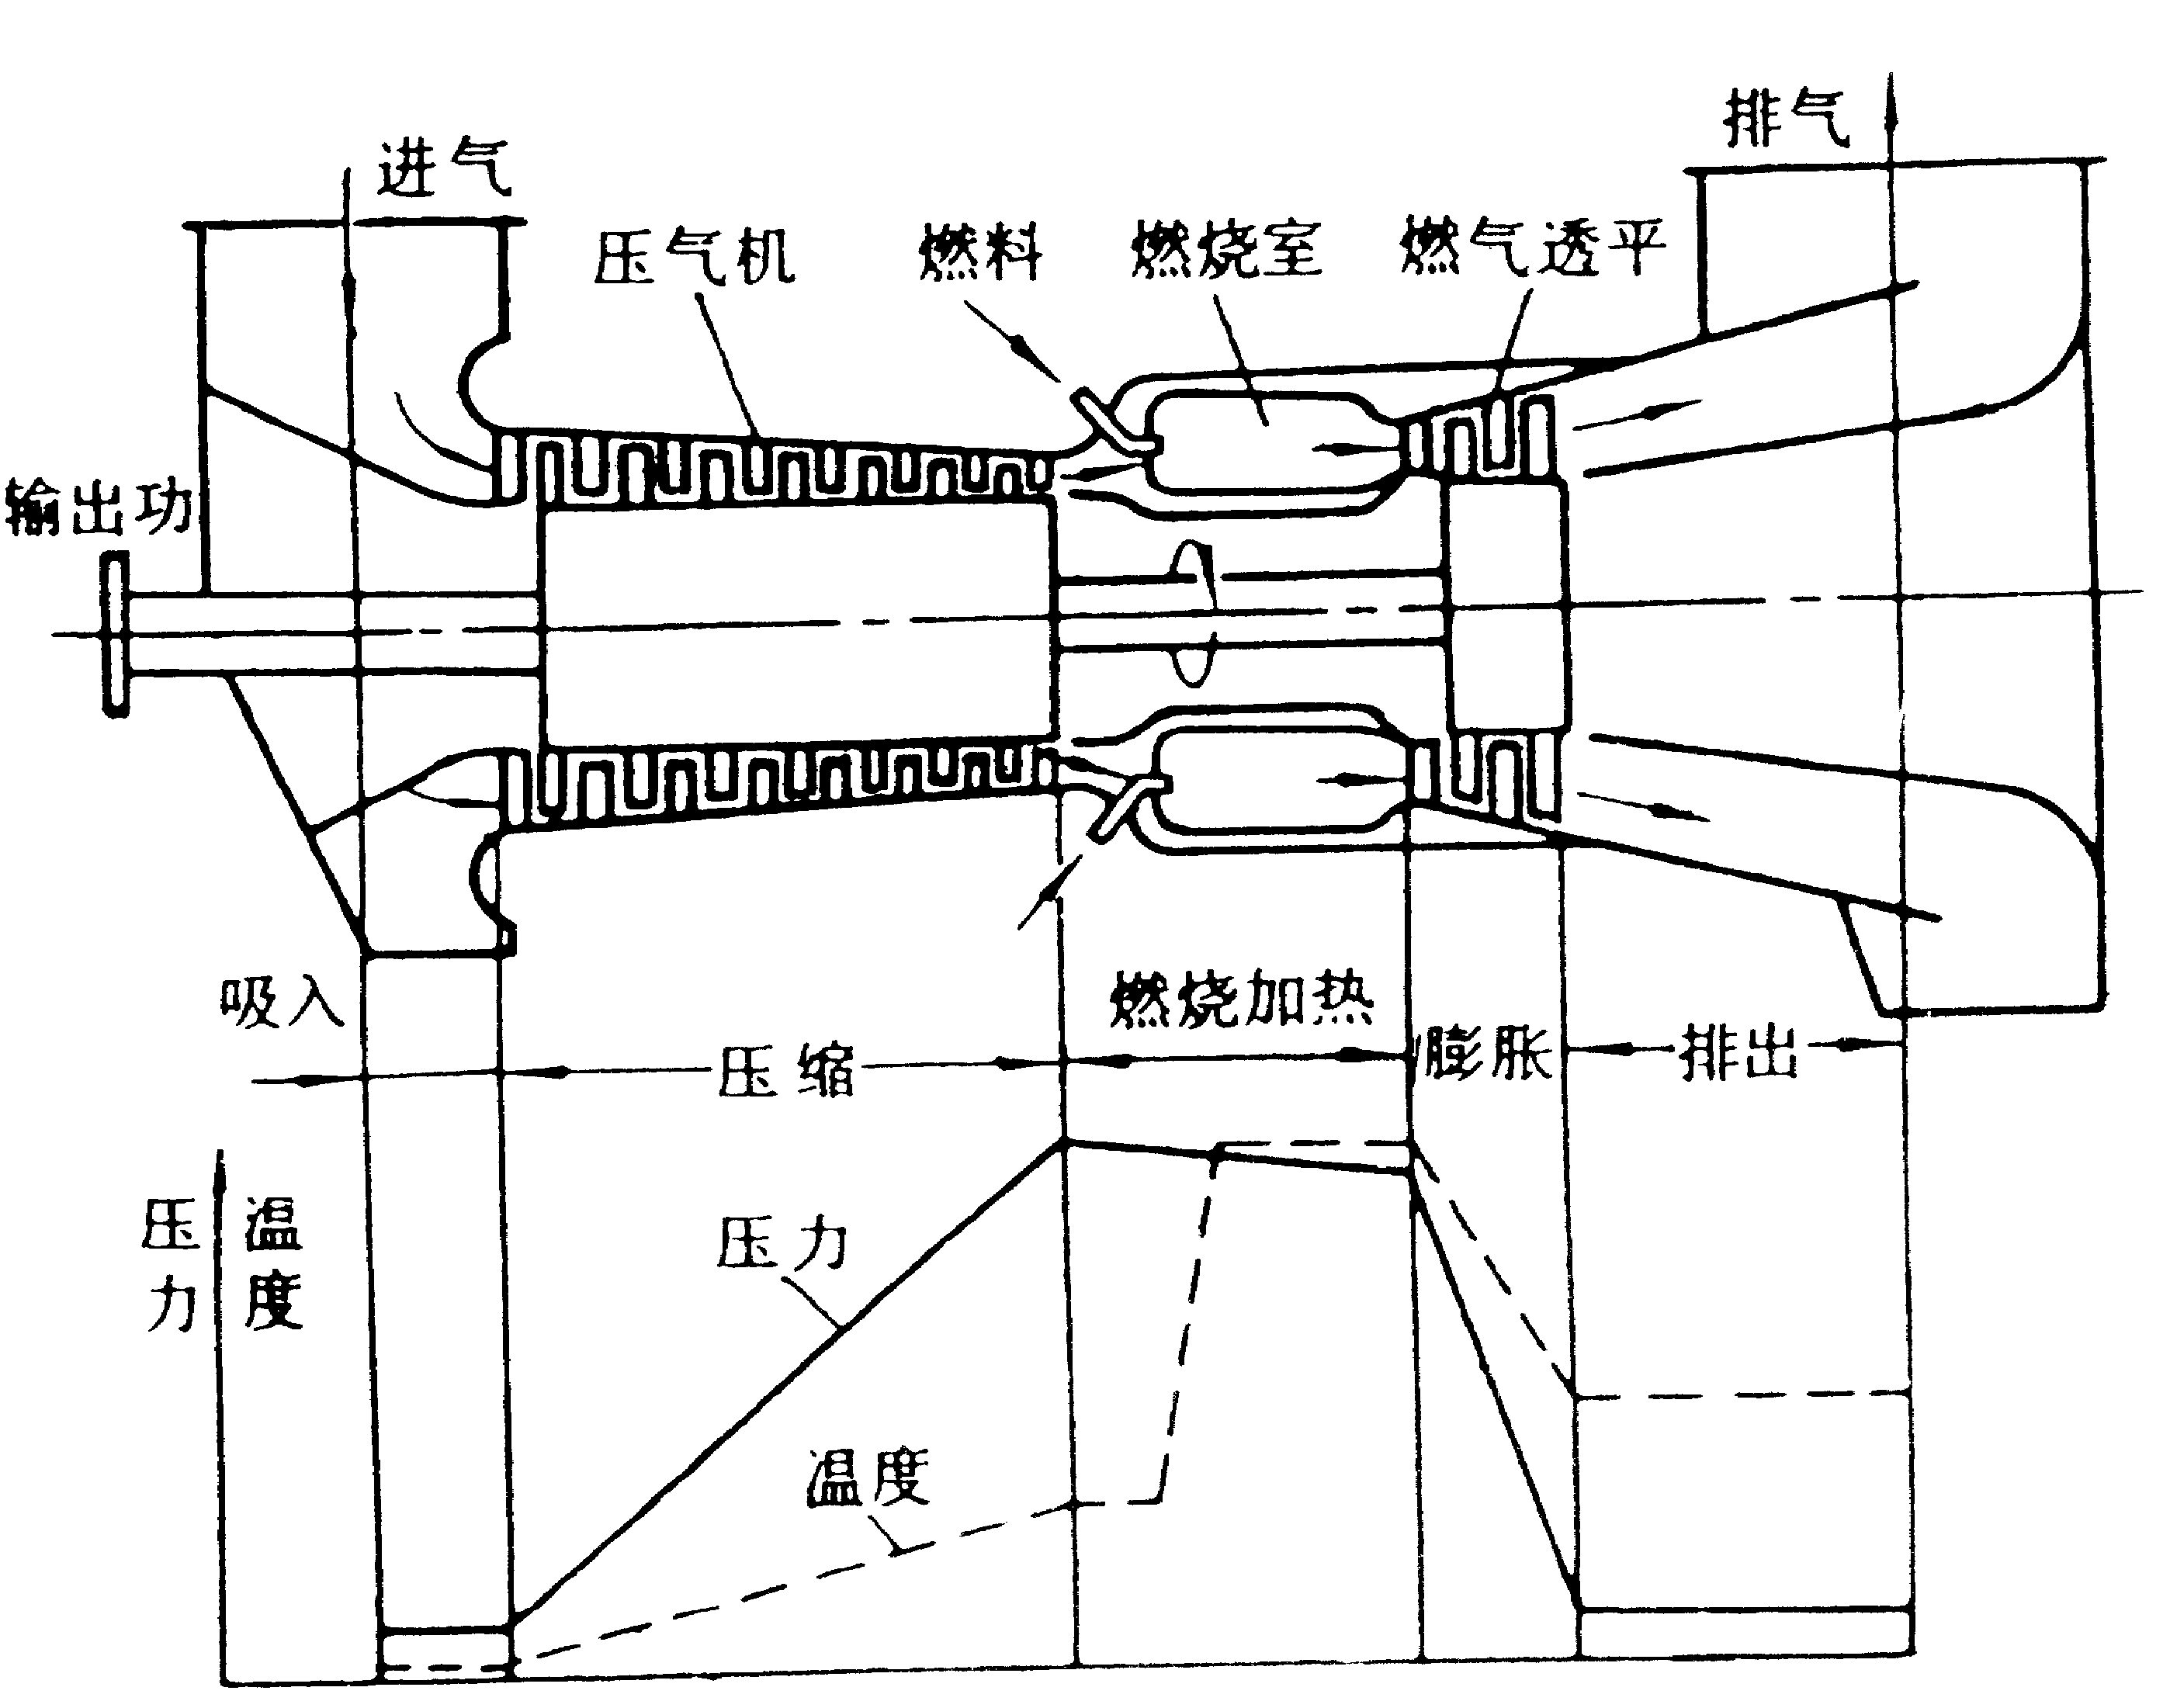 排气
进气
压气机
燃料
燃烧室
燃气透平
输出功
吸入
压缩
燃烧加热
膨胀
排出
压力
温度
压力
温度